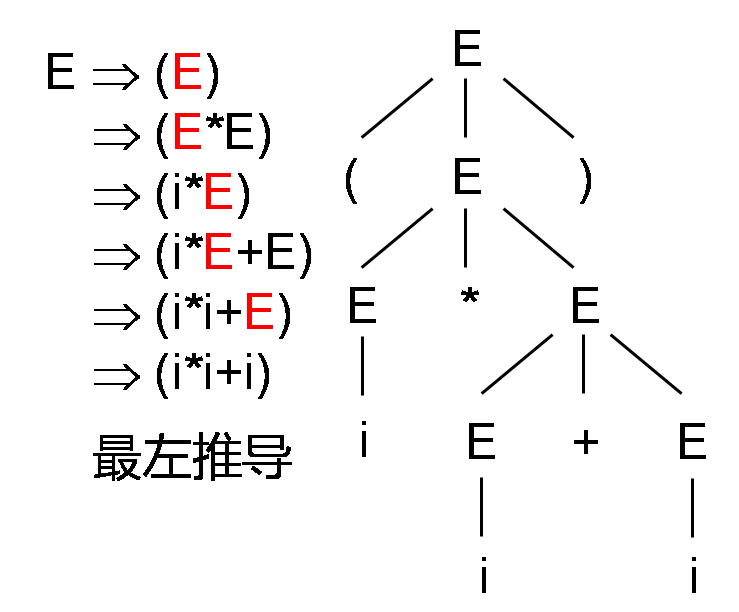 E ⇒ (E)
⇒ (E*E)
⇒ (i*E)
⇒ (i*E+E)
⇒ (i*i+E)
⇒ (i*i+i)
最左推导
E
( E )
E * E
i E + E
i i